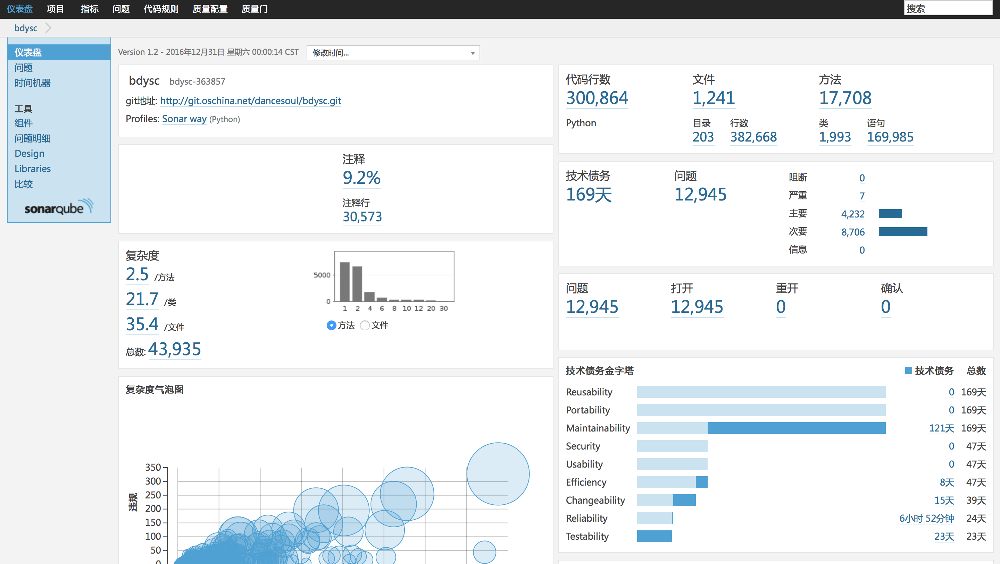 仪表盘 项目 指标 问题 代码规则 质量配置 质量门 搜索
bdysc
仪表盘
问题
时间机器
工具
组件
问题明细
Design
Libraries
比较
sonarqube
Version 1.2 - 2016年12月31日 星期六 00:00:14 CST 修改时间...
bdysc bdysc-363857
git地址: http://git.oschina.net/dancesoul/bdysc.git
Profiles: Sonar way (Python)
注释
9.2%
注释行
30,573
复杂度
2.5 /方法
21.7 /类
35.4 /文件
总数: 43,935
5000
0
1 2 4 6 8 10 12 20 30
方法 文件
复杂度气泡图
违规
350
300
250
200
150
100
50
0
代码行数 文件 方法
300,864 1,241 17,708
Python 目录 行数 类 语句
203 382,668 1,993 169,985
技术债务 问题
169天 12,945
阻断 0
严重 7
主要 4,232
次要 8,706
信息 0
问题 打开 重开 确认
12,945 12,945 0 0
技术债务金字塔 技术债务 总数
Reusability 0 169天
Portability 0 169天
Maintainability 121天 169天
Security 0 47天
Usability 0 47天
Efficiency 8天 47天
Changeability 15天 39天
Reliability 6小时 52分钟 24天
Testability 23天 23天